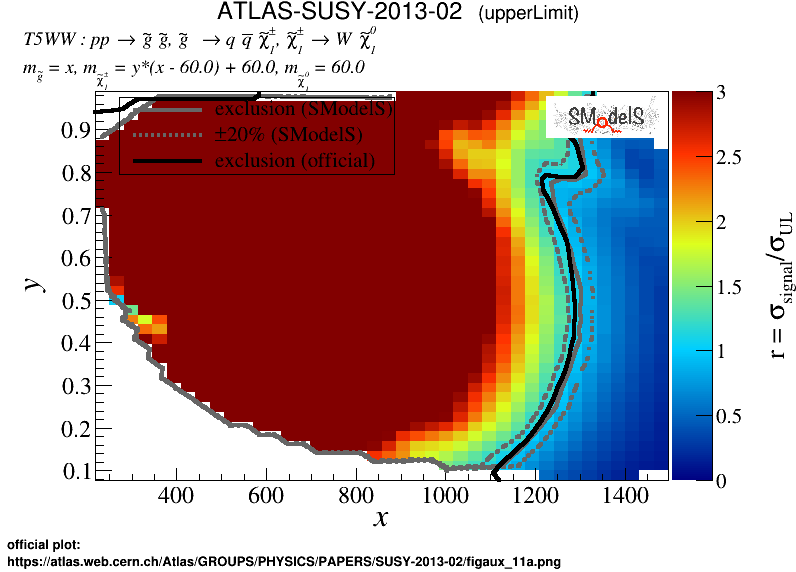 ATLAS-SUSY-2013-02 (upperLimit)
T5WW : pp → g̃ g̃, g̃ → q q̅ χ̃₁±, χ̃₁± → W χ̃₁⁰
m_g̃ = x, m_χ̃₁± = y*(x - 60.0) + 60.0, m_χ̃₁⁰ = 60.0
exclusion (SModelS)
±20% (SModelS)
exclusion (official)
SModelS
0.9
0.8
0.7
0.6
0.5
0.4
0.3
0.2
0.1
y
400
600
800
1000
1200
1400
x
3
2.5
2
1.5
1
0.5
0
r = σ_signal/σ_UL
official plot:
https://atlas.web.cern.ch/Atlas/GROUPS/PHYSICS/PAPERS/SUSY-2013-02/figaux_11a.png